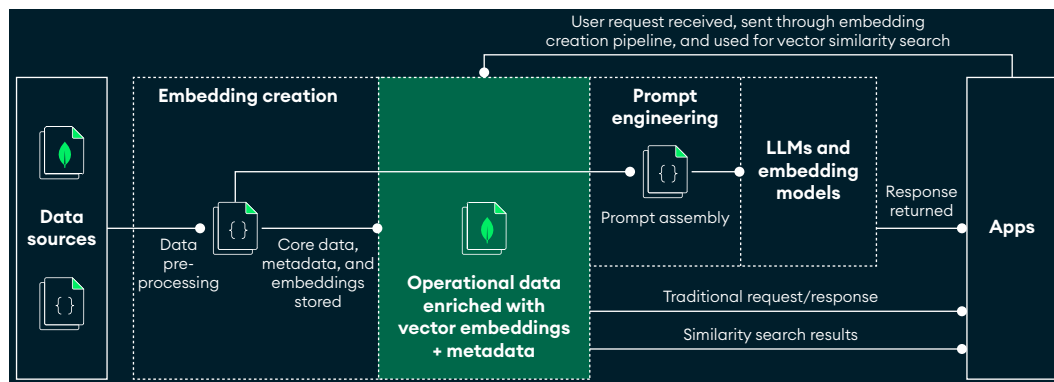 User request received, sent through embedding
creation pipeline, and used for vector similarity search
Embedding creation
Prompt
engineering
LLMs and
embedding
models
Data
sources
{ }
{ }
{ }
Data
pre-
processing
Core data,
metadata, and
embeddings
stored
Operational data
enriched with
vector embeddings
+ metadata
Prompt assembly
Response
returned
Apps
Traditional request/response
Similarity search results